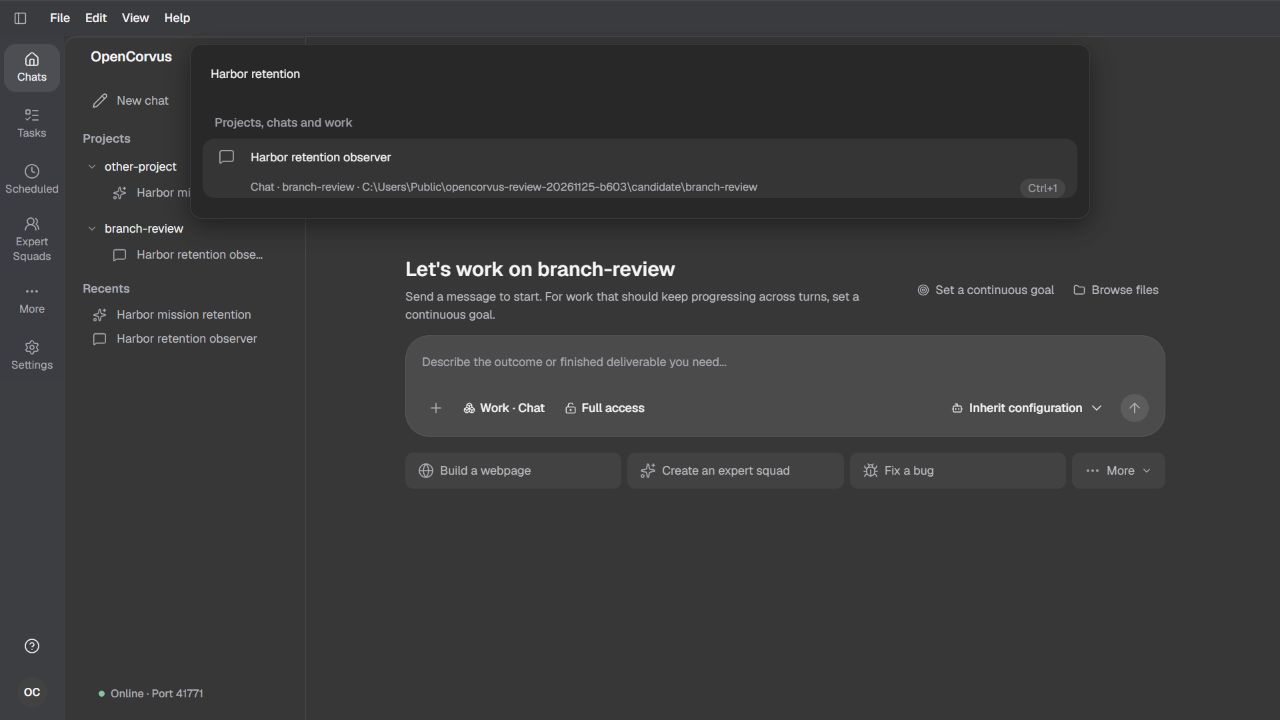 File Edit View Help
Chats
Tasks
Scheduled
Expert
Squads
More
Settings
OC
OpenCorvus
New chat
Projects
other-project
Harbor mi
branch-review
Harbor retention obse...
Recents
Harbor mission retention
Harbor retention observer
Online · Port 41771
Harbor retention
Projects, chats and work
Harbor retention observer
Chat · branch-review · C:\Users\Public\opencorvus-review-20261125-b603\candidate\branch-review
Ctrl+1
Let's work on branch-review
Send a message to start. For work that should keep progressing across turns, set a
continuous goal.
Set a continuous goal
Browse files
Describe the outcome or finished deliverable you need...
Work · Chat
Full access
Inherit configuration
Build a webpage
Create an expert squad
Fix a bug
More